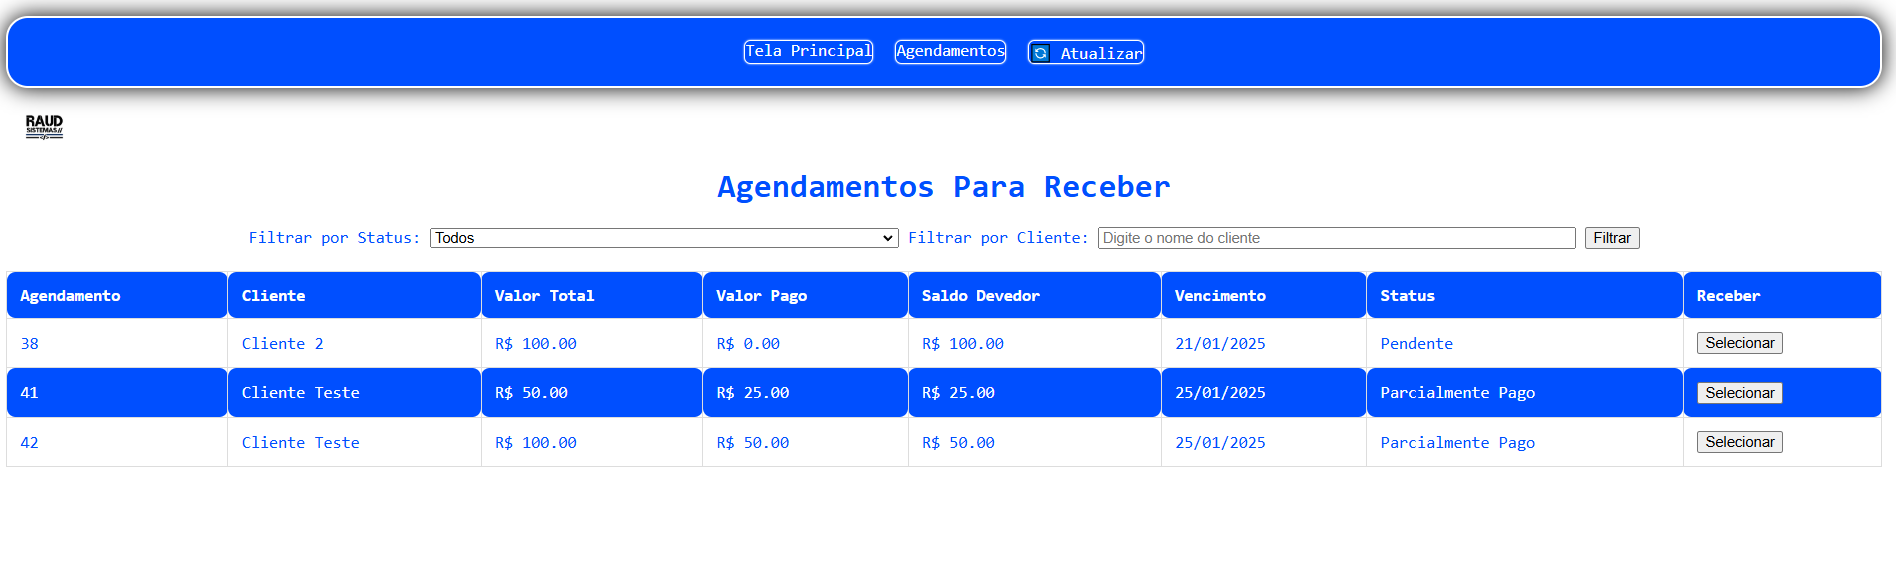 Tela Principal Agendamentos Atualizar
RAUD
SISTEMAS//
</>
Agendamentos Para Receber
Filtrar por Status: Todos Filtrar por Cliente: Digite o nome do cliente Filtrar
Agendamento Cliente Valor Total Valor Pago Saldo Devedor Vencimento Status Receber
38 Cliente 2 R$ 100.00 R$ 0.00 R$ 100.00 21/01/2025 Pendente Selecionar
41 Cliente Teste R$ 50.00 R$ 25.00 R$ 25.00 25/01/2025 Parcialmente Pago Selecionar
42 Cliente Teste R$ 100.00 R$ 50.00 R$ 50.00 25/01/2025 Parcialmente Pago Selecionar